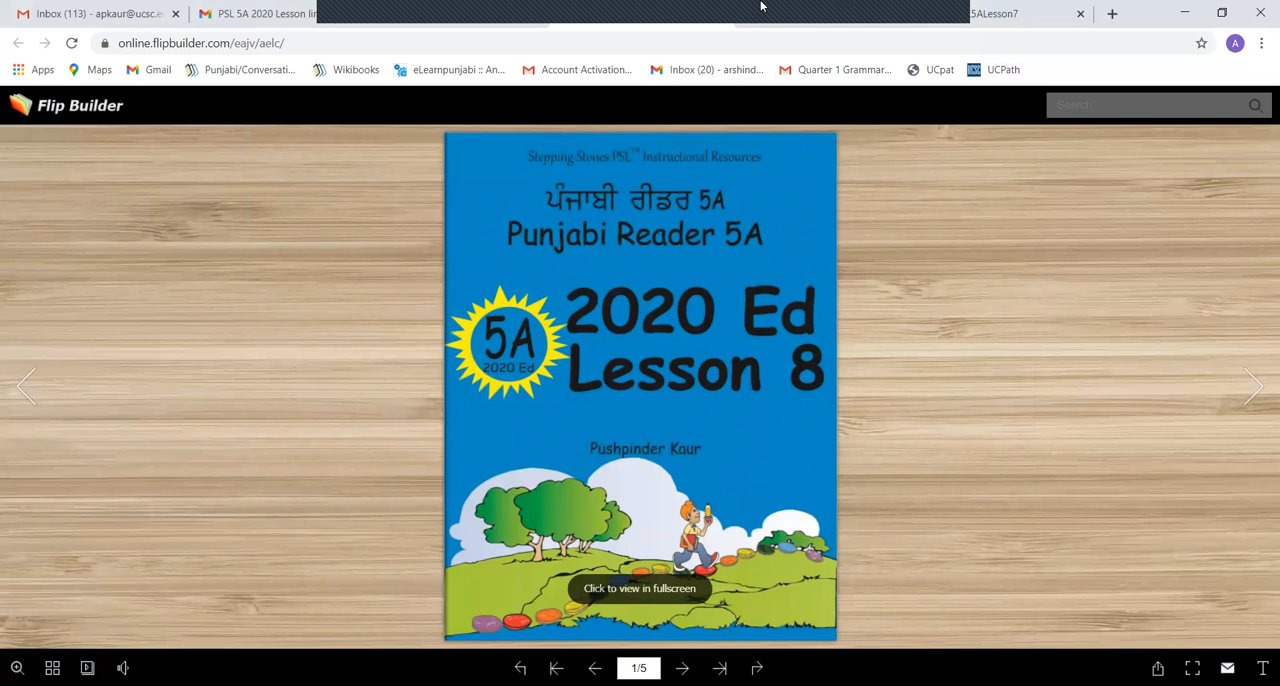 Inbox (113) - apkaur@ucsc.e
PSL 5A 2020 Lesson lin
5ALesson7
online.flipbuilder.com/eajv/aelc/
A
Apps
Maps
Gmail
Punjabi/Conversati...
Wikibooks
eLearnpunjabi :: An...
Account Activation...
Inbox (20) - arshind...
Quarter 1 Grammar...
UCpat
UCPath
Flip Builder
Search
Stepping Stones PSL™ Instructional Resources
ਪੰਜਾਬੀ ਰੀਡਰ 5A
Punjabi Reader 5A
2020 Ed
Lesson 8
5A
2020 Ed
Pushpinder Kaur
Click to view in fullscreen
1/5